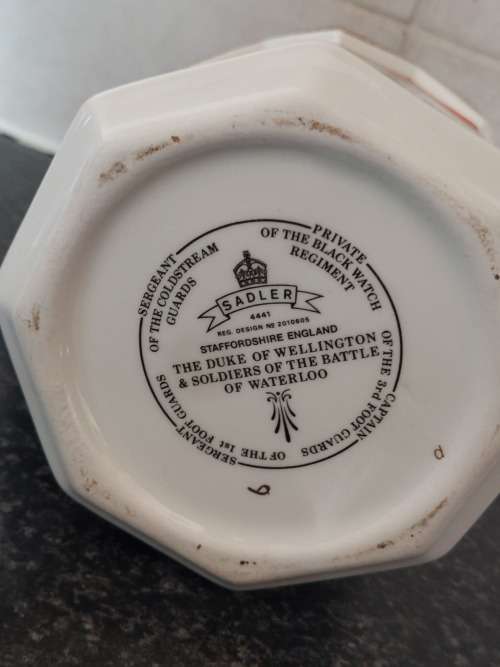 SERGEANT
OF THE COLDSTREAM
GUARDS
PRIVATE
OF THE BLACK WATCH
REGIMENT
SADLER
4441
REG. DESIGN Nº 2010605
STAFFORDSHIRE ENGLAND
THE DUKE OF WELLINGTON
& SOLDIERS OF THE BATTLE
OF WATERLOO
CAPTAIN
OF THE 3rd FOOT GUARDS
SERGEANT
OF THE 1st FOOT GUARDS
d